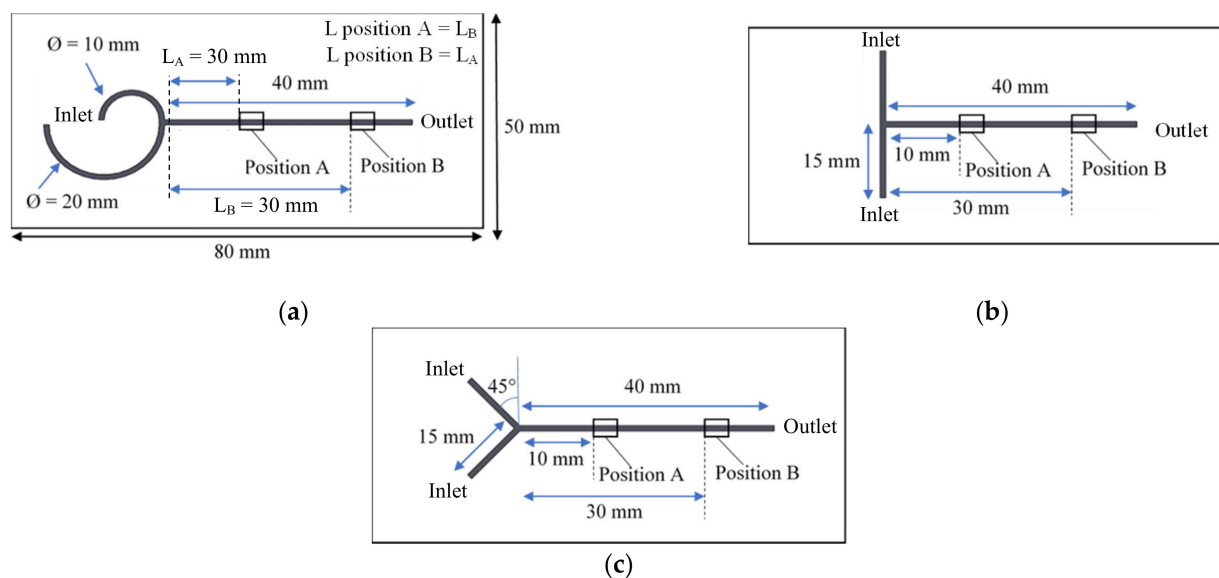 L position A = L_B
L position B = L_A
Ø = 10 mm
L_A = 30 mm
40 mm
Inlet
Outlet
50 mm
Position A
Position B
Ø = 20 mm
L_B = 30 mm
80 mm
(a)
Inlet
40 mm
Outlet
10 mm
Position A
Position B
15 mm
30 mm
Inlet
(b)
Inlet
45°
40 mm
Outlet
15 mm
10 mm
Position A
Position B
Inlet
30 mm
(c)